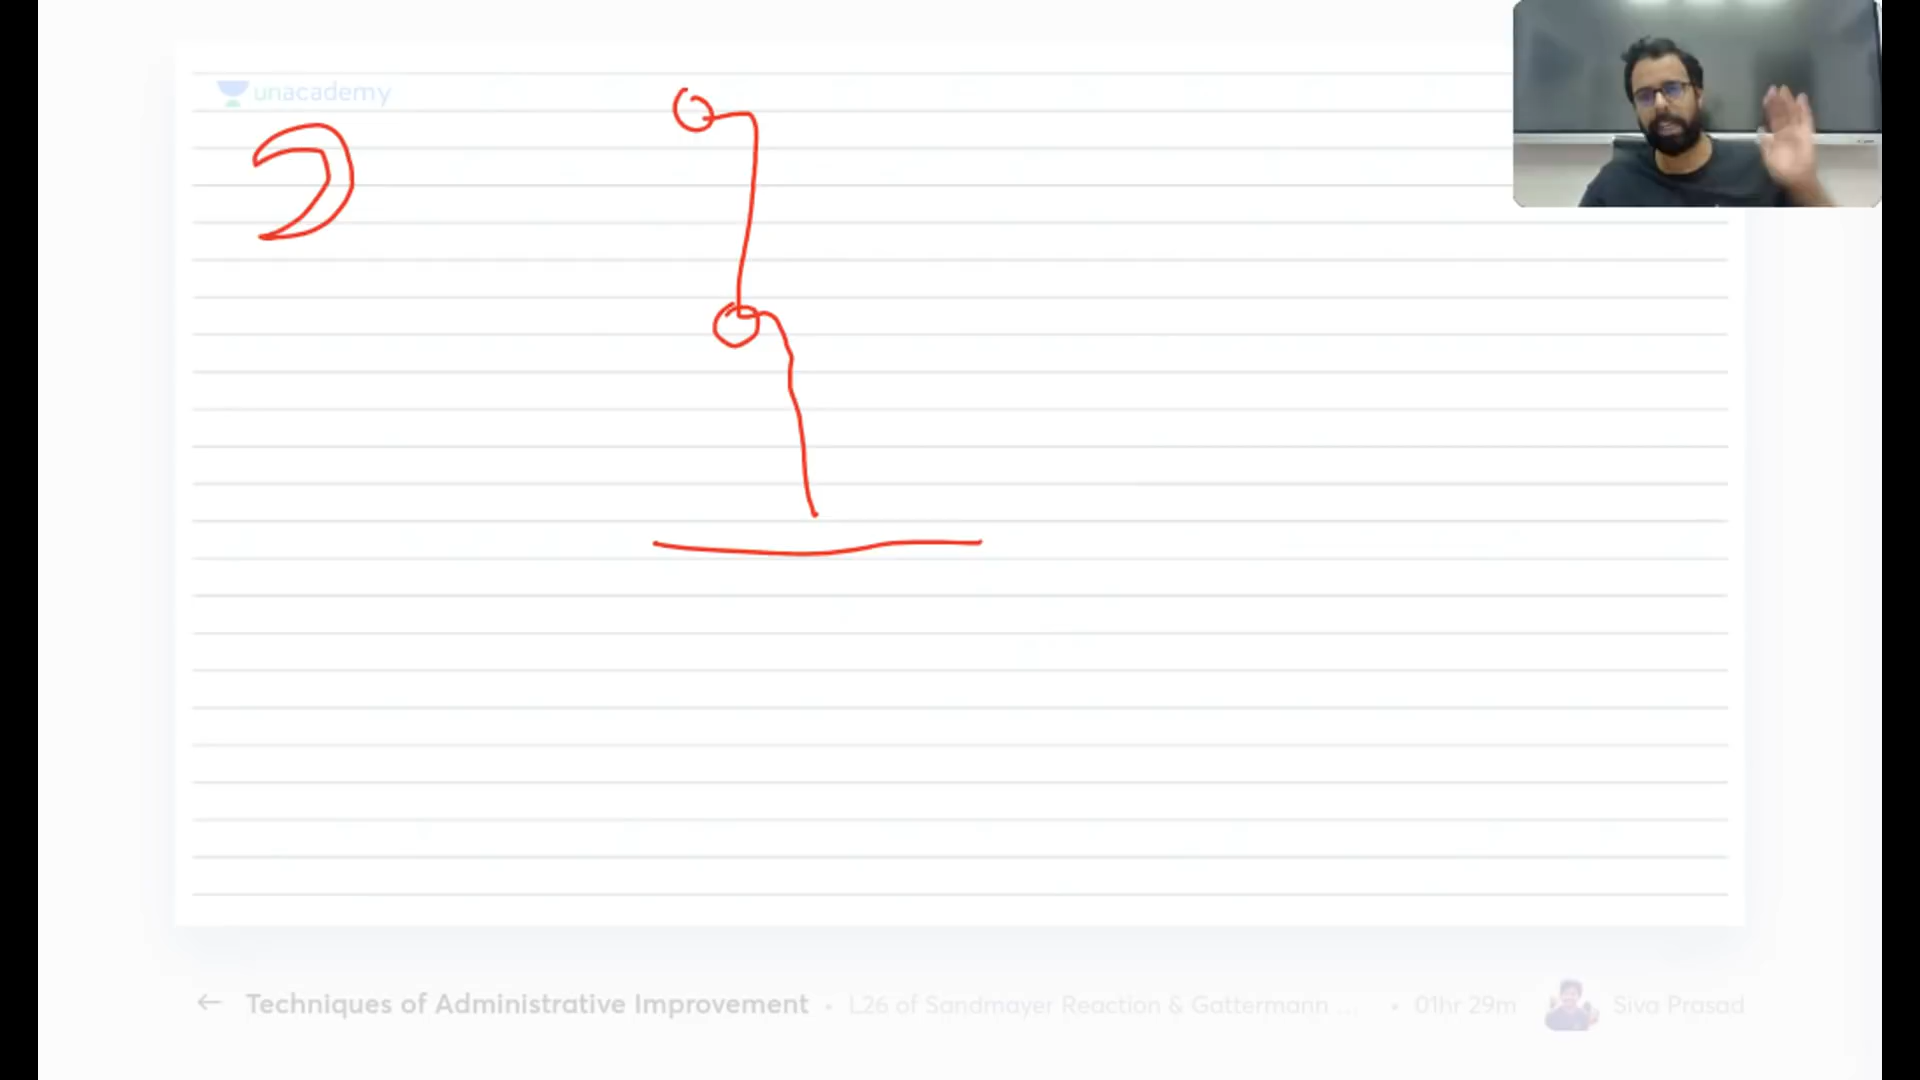 unacademy
Techniques of Administrative Improvement • L26 of Sandmayer Reaction & Gattermann ... • 01hr 29m Siva Prasad